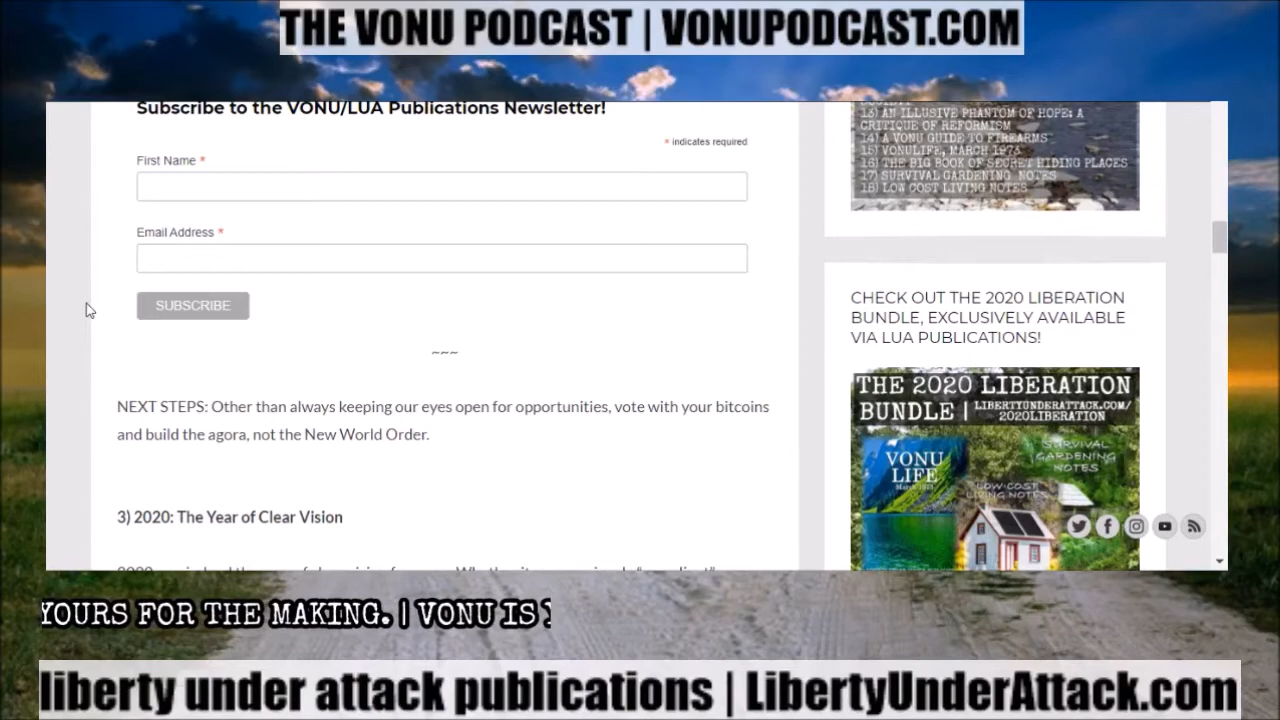 THE VONU PODCAST | VONUPODCAST.COM
Subscribe to the VONU/LUA Publications Newsletter!
* indicates required
First Name *
Email Address *
SUBSCRIBE
~~~
NEXT STEPS: Other than always keeping our eyes open for opportunities, vote with your bitcoins
and build the agora, not the New World Order.
3) 2020: The Year of Clear Vision
13) AN ILLUSIVE PHANTOM OF HOPE: A
CRITIQUE OF REFORMISM
14) A VONU GUIDE TO FIREARMS
15) VONULIFE, MARCH 1973
16) THE BIG BOOK OF SECRET HIDING PLACES
17) SURVIVAL GARDENING NOTES
18) LOW COST LIVING NOTES
CHECK OUT THE 2020 LIBERATION
BUNDLE, EXCLUSIVELY AVAILABLE
VIA LUA PUBLICATIONS!
THE 2020 LIBERATION
BUNDLE | LIBERTYUNDERATTACK.COM/
2020LIBERATION
VONU
LIFE
March 1973
SURVIVAL
GARDENING
NOTES
LOW-COST
LIVING NOTES
YOURS FOR THE MAKING. | VONU IS
liberty under attack publications | LibertyUnderAttack.com